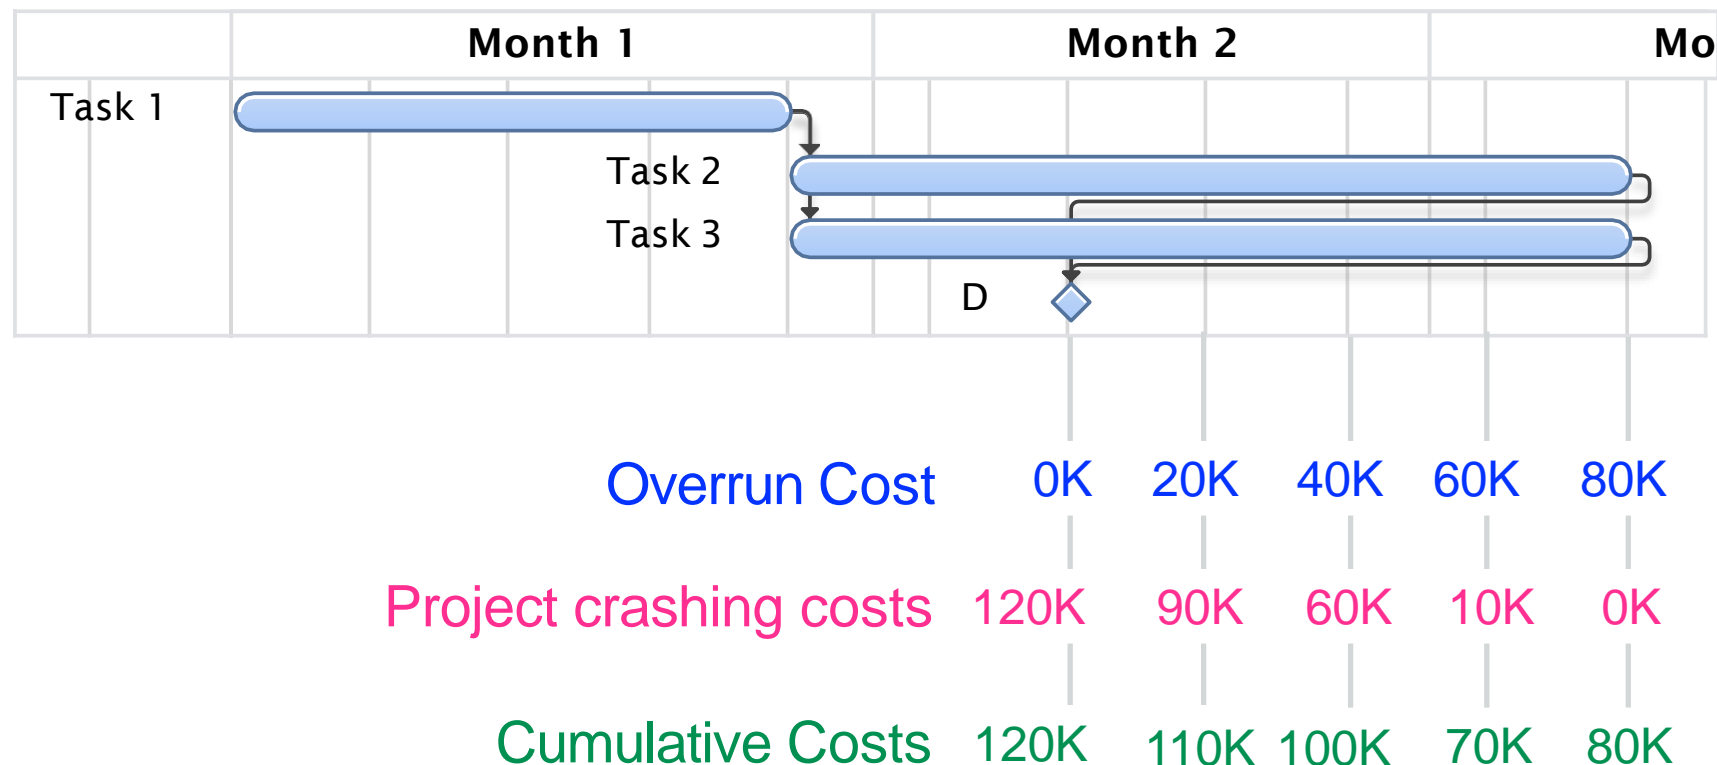 Month 1 Month 2 Mo
Task 1
Task 2
Task 3
D
Overrun Cost 0K 20K 40K 60K 80K
Project crashing costs 120K 90K 60K 10K 0K
Cumulative Costs 120K 110K 100K 70K 80K